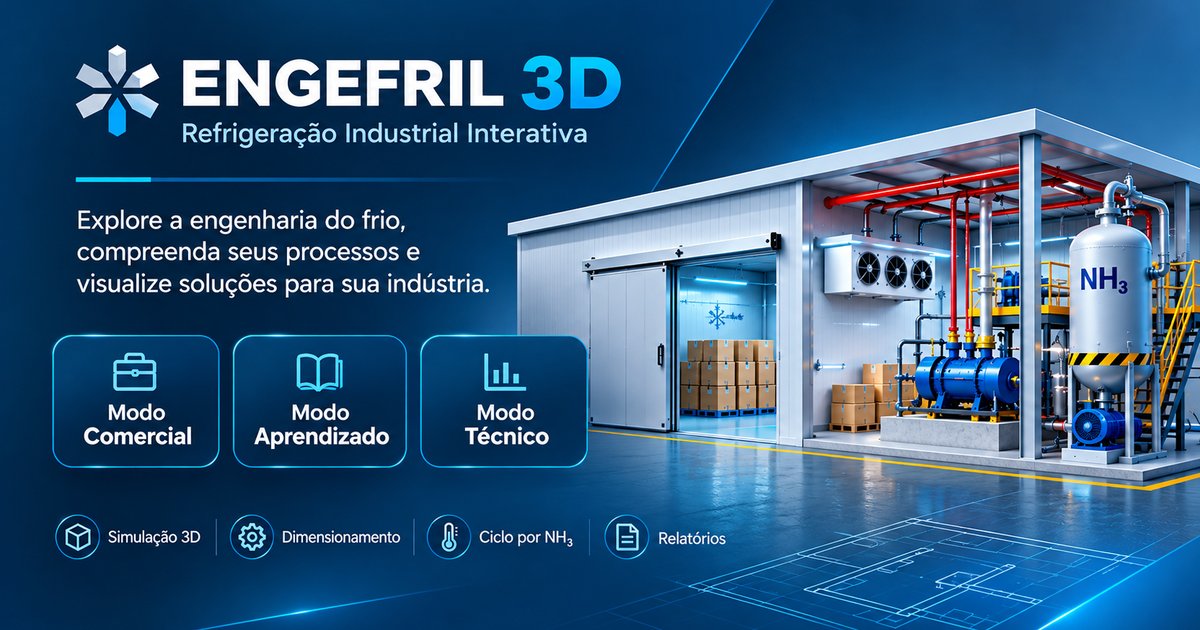 ENGEFRIL 3D
Refrigeração Industrial Interativa
Explore a engenharia do frio,
compreenda seus processos e
visualize soluções para sua indústria.
Modo
Comercial
Modo
Aprendizado
Modo
Técnico
Simulação 3D
Dimensionamento
Ciclo por NH₃
Relatórios
NH₃